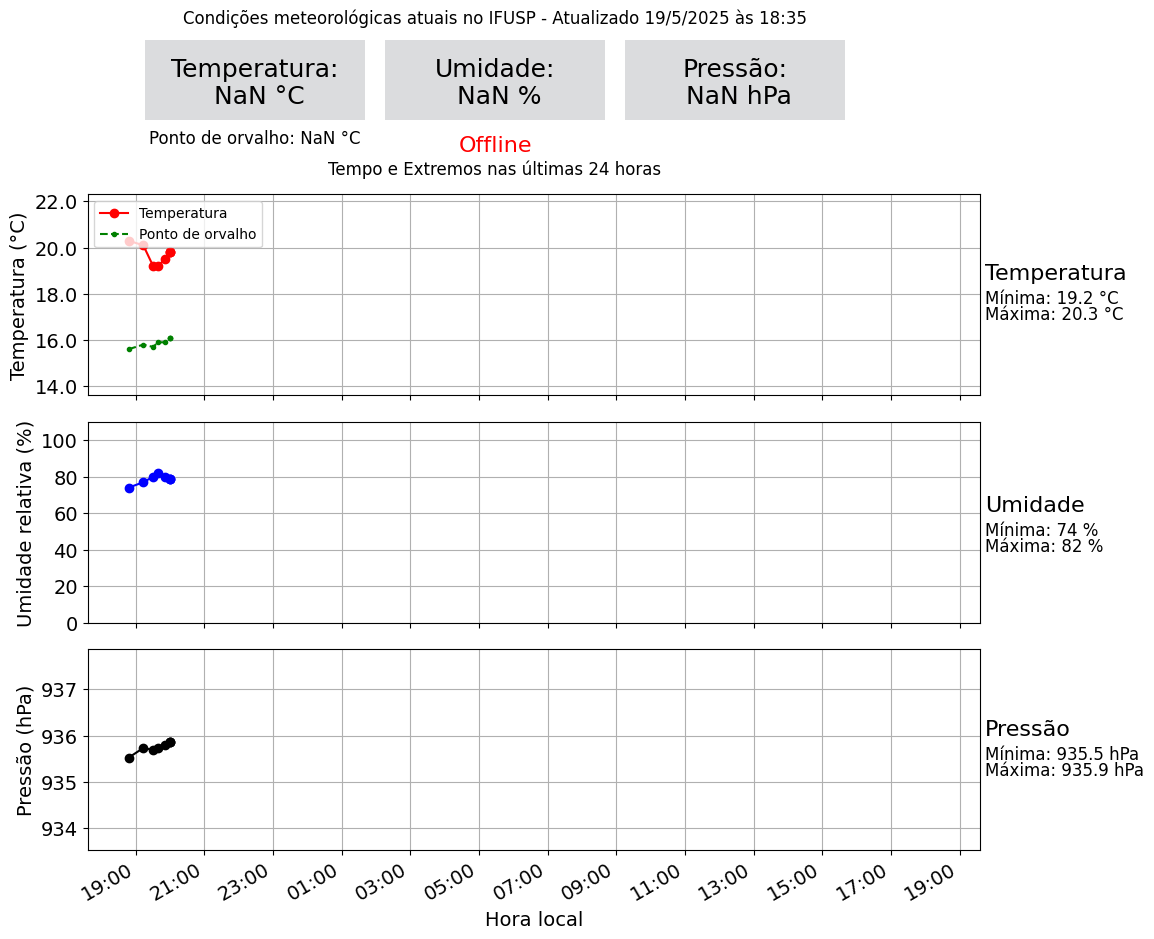 Condições meteorológicas atuais no IFUSP - Atualizado 19/5/2025 às 18:35
Temperatura:
NaN °C
Umidade:
NaN %
Pressão:
NaN hPa
Ponto de orvalho: NaN °C
Offline
Tempo e Extremos nas últimas 24 horas
Temperatura (°C)
22.0
20.0
18.0
16.0
14.0
Temperatura
Ponto de orvalho
Temperatura
Mínima: 19.2 °C
Máxima: 20.3 °C
Umidade relativa (%)
100
80
60
40
20
0
Umidade
Mínima: 74 %
Máxima: 82 %
Pressão (hPa)
937
936
935
934
Pressão
Mínima: 935.5 hPa
Máxima: 935.9 hPa
19:00 21:00 23:00 01:00 03:00 05:00 07:00 09:00 11:00 13:00 15:00 17:00 19:00
Hora local